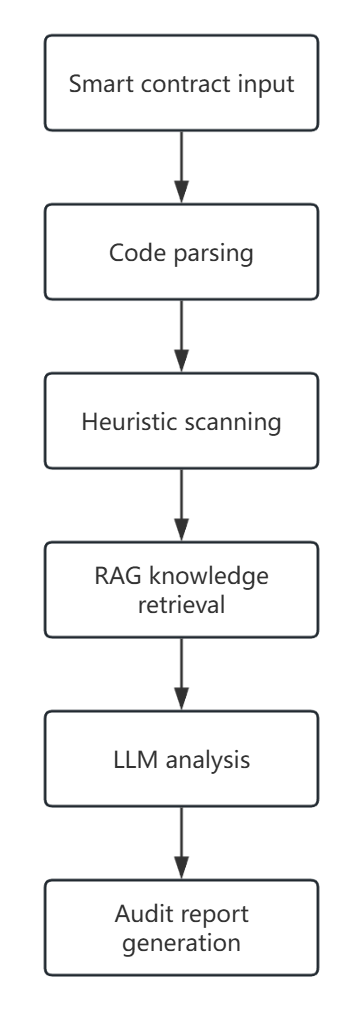 Smart contract input
Code parsing
Heuristic scanning
RAG knowledge
retrieval
LLM analysis
Audit report
generation